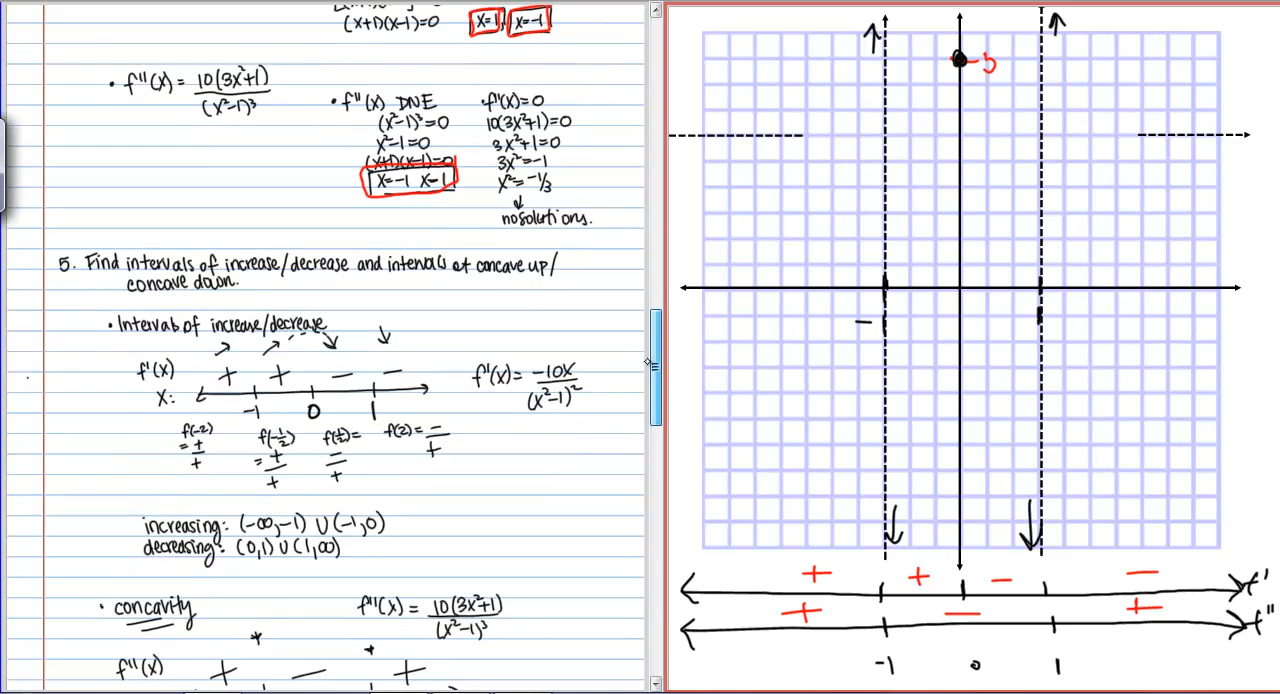 (x+1)(x-1)=0 x=1, x=-1
• f''(x) = 10(3x²+1)
(x²-1)³
• f''(x) DNE
(x²-1)³=0
x²-1=0
(x+1)(x-1)=0
x=-1 x=1
• f''(x)=0
10(3x²+1)=0
3x²+1=0
3x²=-1
x²=-1/3
↓
no solutions.
5. Find intervals of increase/decrease and intervals of concave up/
concave down.
• Intervals of increase/decrease
f'(x) + + - -
x: -1 0 1
f'(x) = -10x
(x²-1)²
f(-2)
= +
+
f(-½)
= +
+
f(½)=
-
+
f(2)= -
+
increasing: (-∞,-1) ∪ (-1,0)
decreasing: (0,1) ∪ (1,∞)
• concavity
f''(x) = 10(3x²+1)
(x²-1)³
f''(x) + - +
-1
+ + - - f'
+ - + f''
-1 0 1